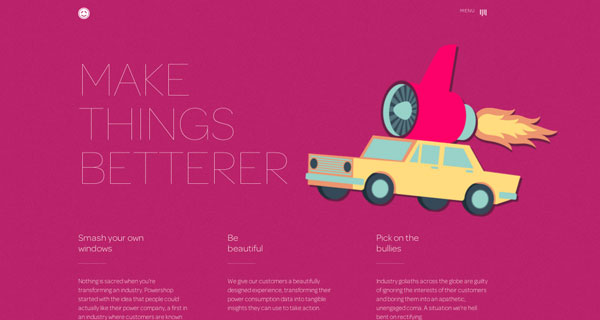 MENU
MAKE
THINGS
BETTERER
Smash your own
windows
Be
beautiful
Pick on the
bullies
Nothing is sacred when you're
transforming an industry. Powershop
started with the idea that people could
actually like their power company, a first in
an industry where customers are known
We give our customers a beautifully
designed experience, transforming their
power consumption data into tangible
insights they can use to take action.
Industry goliaths across the globe are guilty
of ignoring the interests of their customers
and boring them into an apathetic,
unengaged coma. A situation we're hell
bent on rectifying.